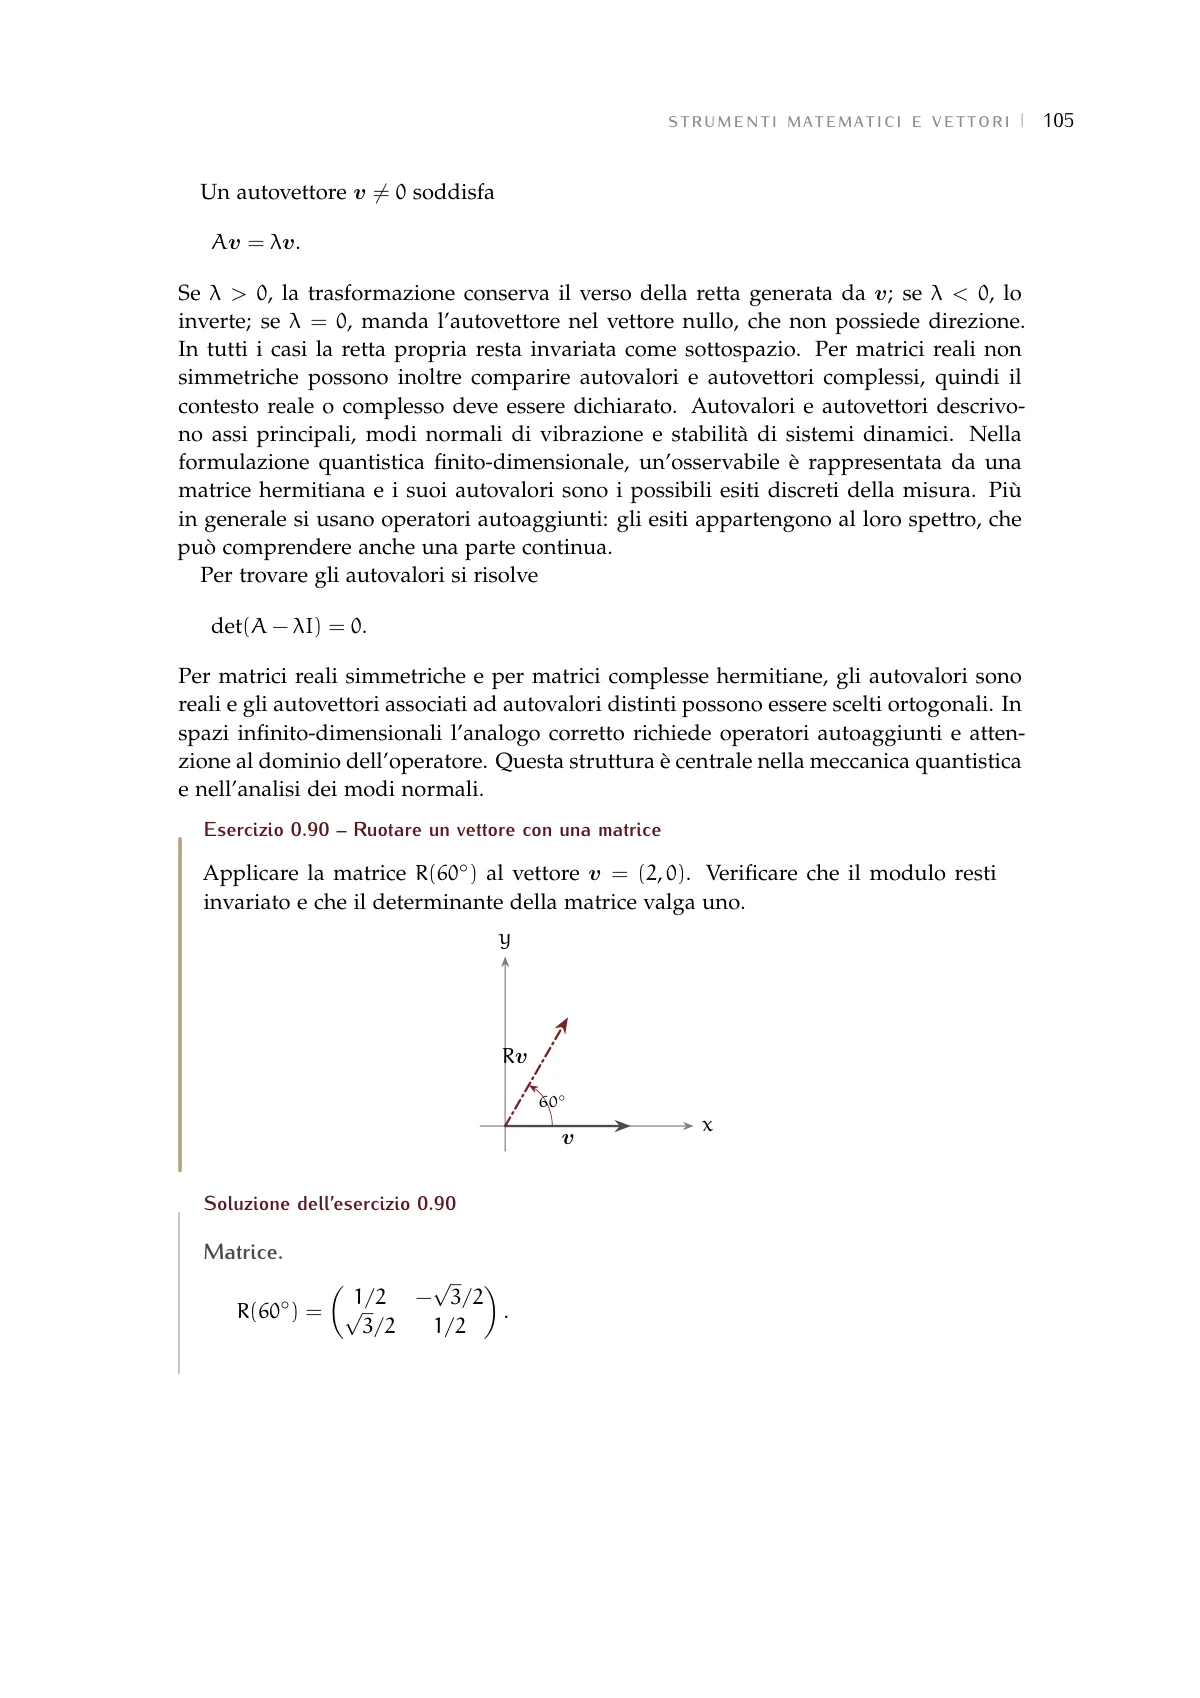 STRUMENTI MATEMATICI E VETTORI | 105
Un autovettore v ≠ 0 soddisfa
Av = λv.
Se λ > 0, la trasformazione conserva il verso della retta generata da v; se λ < 0, lo
inverte; se λ = 0, manda l'autovettore nel vettore nullo, che non possiede direzione.
In tutti i casi la retta propria resta invariata come sottospazio. Per matrici reali non
simmetriche possono inoltre comparire autovalori e autovettori complessi, quindi il
contesto reale o complesso deve essere dichiarato. Autovalori e autovettori descrivo-
no assi principali, modi normali di vibrazione e stabilità di sistemi dinamici. Nella
formulazione quantistica finito-dimensionale, un'osservabile è rappresentata da una
matrice hermitiana e i suoi autovalori sono i possibili esiti discreti della misura. Più
in generale si usano operatori autoaggiunti: gli esiti appartengono al loro spettro, che
può comprendere anche una parte continua.
Per trovare gli autovalori si risolve
det(A − λI) = 0.
Per matrici reali simmetriche e per matrici complesse hermitiane, gli autovalori sono
reali e gli autovettori associati ad autovalori distinti possono essere scelti ortogonali. In
spazi infinito-dimensionali l'analogo corretto richiede operatori autoaggiunti e atten-
zione al dominio dell'operatore. Questa struttura è centrale nella meccanica quantistica
e nell'analisi dei modi normali.
Esercizio 0.90 – Ruotare un vettore con una matrice
Applicare la matrice R(60°) al vettore v = (2, 0). Verificare che il modulo resti
invariato e che il determinante della matrice valga uno.
y
Rv
60°
x
v
Soluzione dell'esercizio 0.90
Matrice.
R(60°) = ( 1/2 −√3/2
√3/2 1/2 ) .